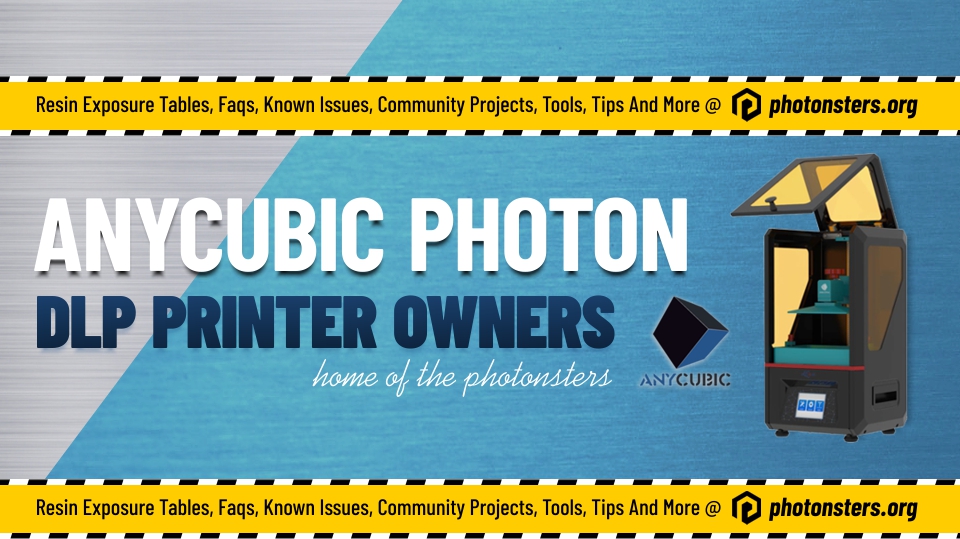 Resin Exposure Tables, Faqs, Known Issues, Community Projects, Tools, Tips And More @ photonsters.org
ANYCUBIC PHOTON
DLP PRINTER OWNERS
home of the photonsters
ANYCUBIC
Resin Exposure Tables, Faqs, Known Issues, Community Projects, Tools, Tips And More @ photonsters.org